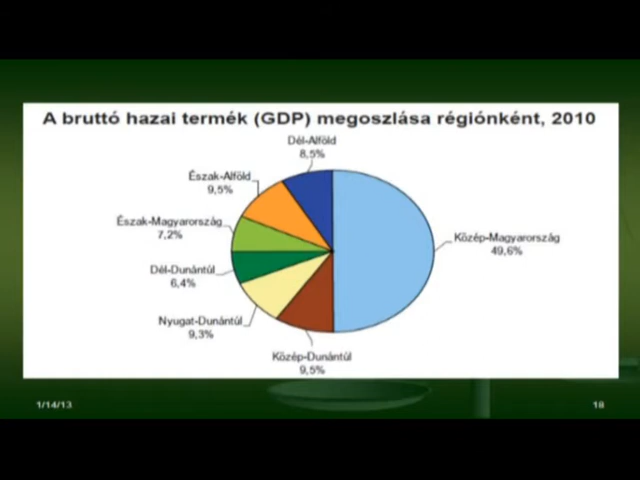 A bruttó hazai termék (GDP) megoszlása régiónként, 2010
Dél-Alföld
8,5%
Észak-Alföld
9,5%
Észak-Magyarország
7,2%
Közép-Magyarország
49,6%
Dél-Dunántúl
6,4%
Nyugat-Dunántúl
9,3%
Közép-Dunántúl
9,5%
1/14/13
18